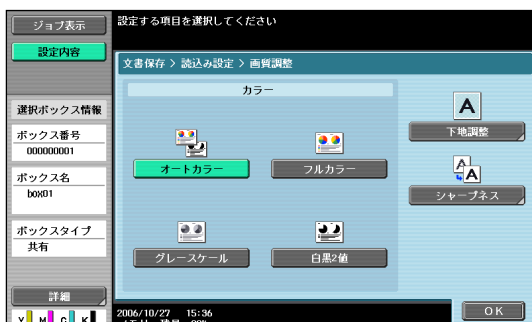 ジョブ表示
設定する項目を選択してください
設定内容
文書保存 > 読込み設定 > 画質調整
カラー
選択ボックス情報
ボックス番号
000000001
ボックス名
box01
ボックスタイプ
共有
詳細
オートカラー
フルカラー
グレースケール
白黒2値
A
下地調整
A A
シャープネス
Y M C K
2006/10/27 15:36
OK